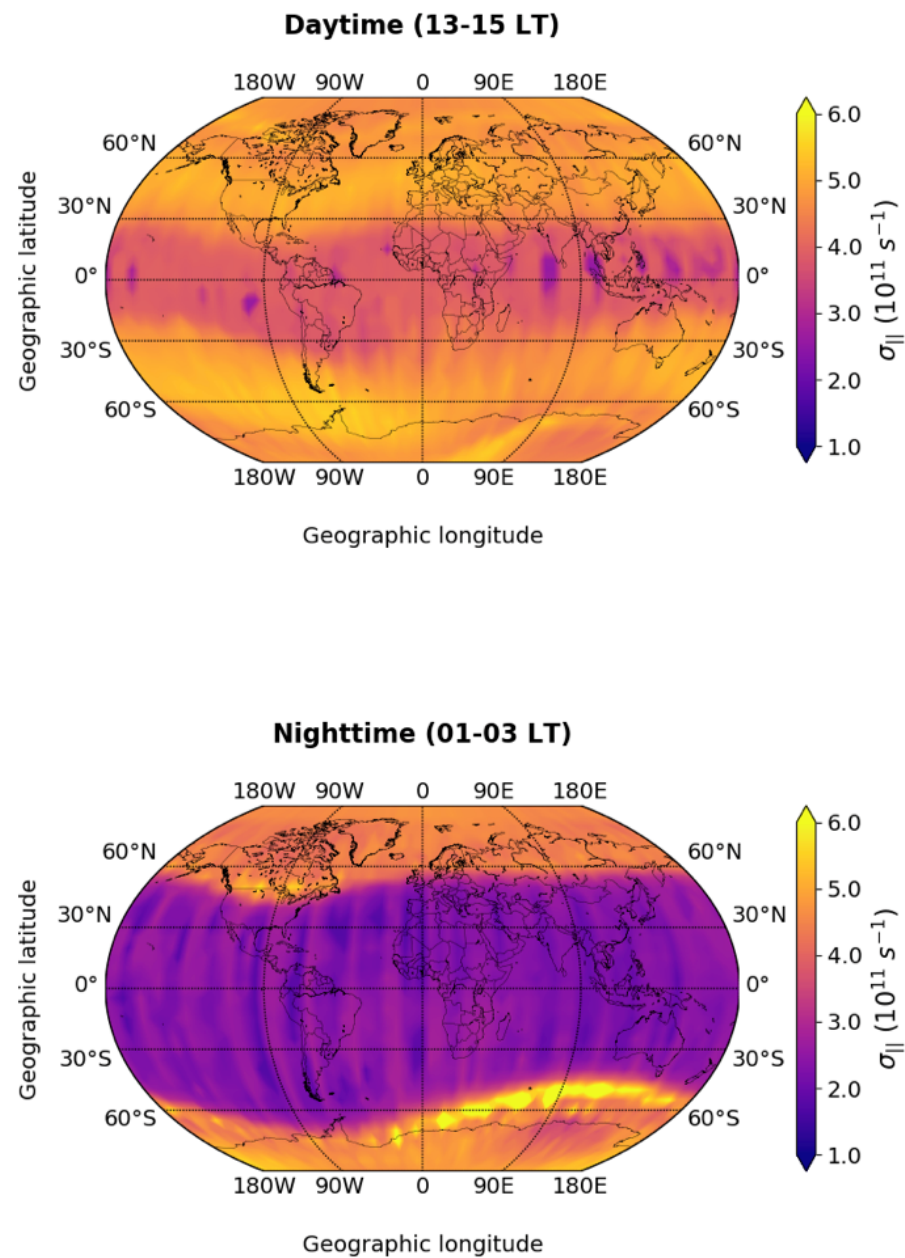 Daytime (13-15 LT)
180W 90W 0 90E 180E
60°N 60°N
30°N 30°N
0° 0°
30°S 30°S
60°S 60°S
180W 90W 0 90E 180E
Geographic latitude
Geographic longitude
6.0
5.0
4.0
3.0
2.0
1.0
σ|| (10¹¹ s⁻¹)
Nighttime (01-03 LT)
180W 90W 0 90E 180E
60°N 60°N
30°N 30°N
0° 0°
30°S 30°S
60°S 60°S
180W 90W 0 90E 180E
Geographic latitude
Geographic longitude
6.0
5.0
4.0
3.0
2.0
1.0
σ|| (10¹¹ s⁻¹)